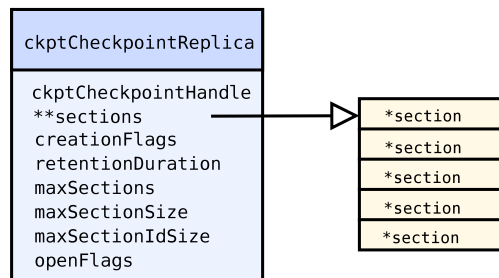 ckptCheckpointReplica
ckptCheckpointHandle
**sections
creationFlags
retentionDuration
maxSections
maxSectionSize
maxSectionIdSize
openFlags
*section
*section
*section
*section
*section